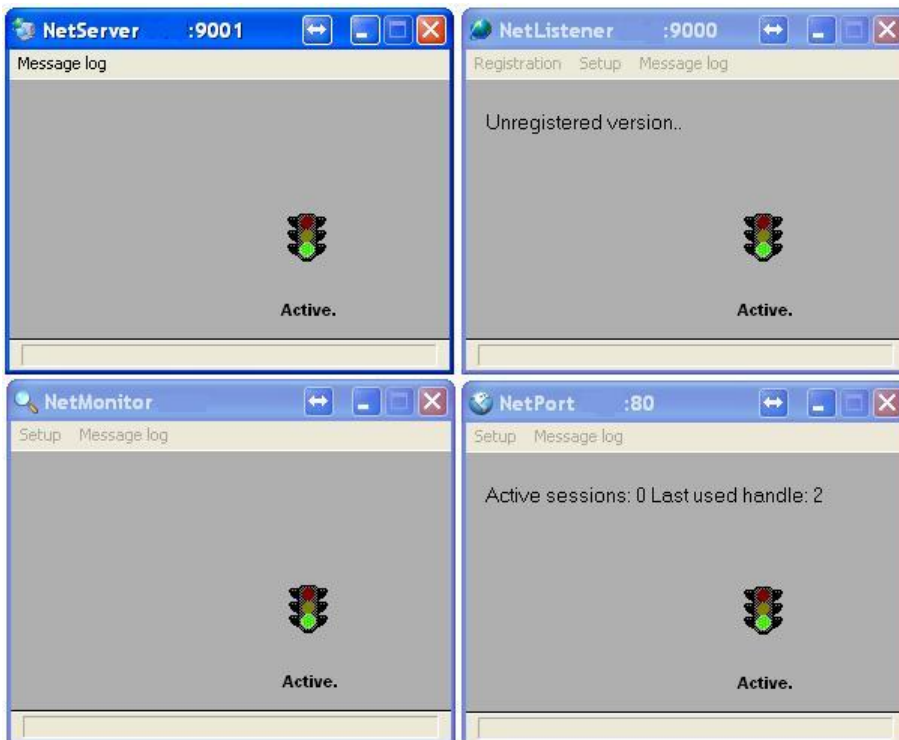 NetServer :9001
Message log
Active.
NetListener :9000
Registration Setup Message log
Unregistered version..
Active.
NetMonitor
Setup Message log
Active.
NetPort :80
Setup Message log
Active sessions: 0 Last used handle: 2
Active.